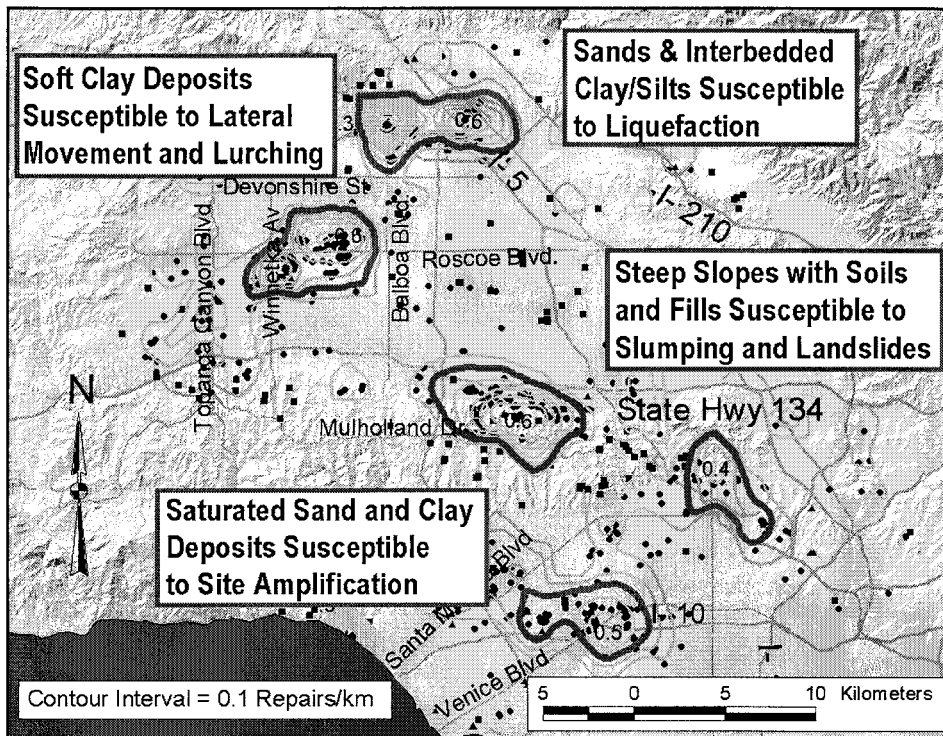 Soft Clay Deposits
Susceptible to Lateral
Movement and Lurching
Sands & Interbedded
Clay/Silts Susceptible
to Liquefaction
0.6
I-5
I-210
Devonshire St
Topanga Canyon Blvd.
Winnetka Av
Balboa Blvd.
Roscoe Blvd.
Steep Slopes with Soils
and Fills Susceptible to
Slumping and Landslides
N
Mulholland Dr.
0.6
State Hwy 134
0.4
Saturated Sand and Clay
Deposits Susceptible
to Site Amplification
Blvd
Santa
I-10
0.5
Venice Blvd
Contour Interval = 0.1 Repairs/km
5 0 5 10 Kilometers